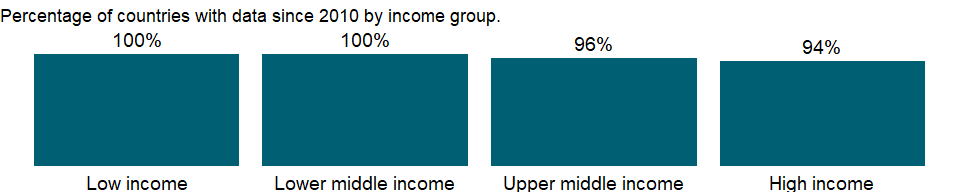 Percentage of countries with data since 2010 by income group.
100% 100% 96% 94%
Low income Lower middle income Upper middle income High income